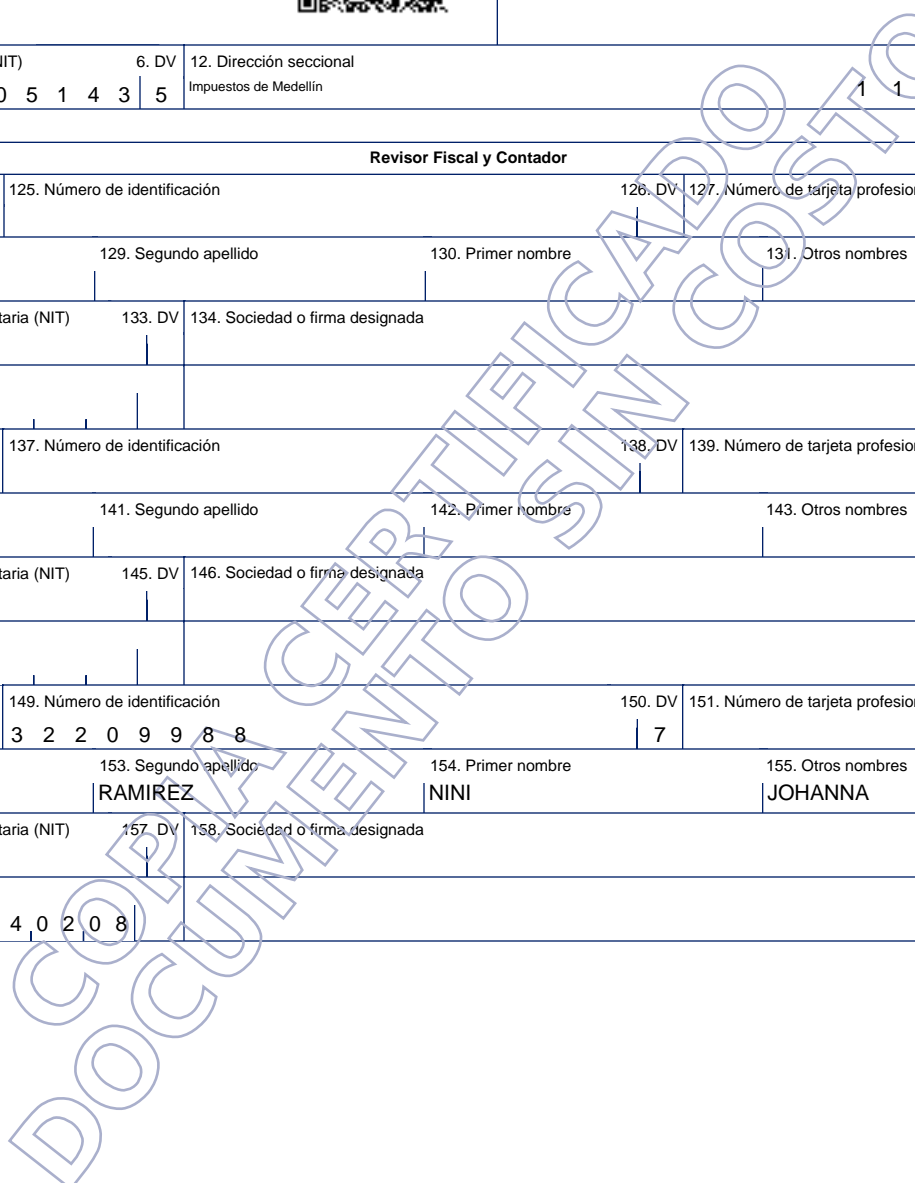 NIT) 6. DV 12. Dirección seccional
0 5 1 4 3 5 Impuestos de Medellín 1 1
Revisor Fiscal y Contador
125. Número de identificación 126. DV 127. Número de tarjeta profesion
129. Segundo apellido 130. Primer nombre 131. Otros nombres
taria (NIT) 133. DV 134. Sociedad o firma designada
137. Número de identificación 138. DV 139. Número de tarjeta profesion
141. Segundo apellido 142. Primer nombre 143. Otros nombres
taria (NIT) 145. DV 146. Sociedad o firma designada
149. Número de identificación 150. DV 151. Número de tarjeta profesion
3 2 2 0 9 9 8 8 7
153. Segundo apellido 154. Primer nombre 155. Otros nombres
RAMIREZ NINI JOHANNA
taria (NIT) 157. DV 158. Sociedad o firma designada
4 0 2 0 8
COPIA CERTIFICADO
DOCUMENTO SIN COSTO